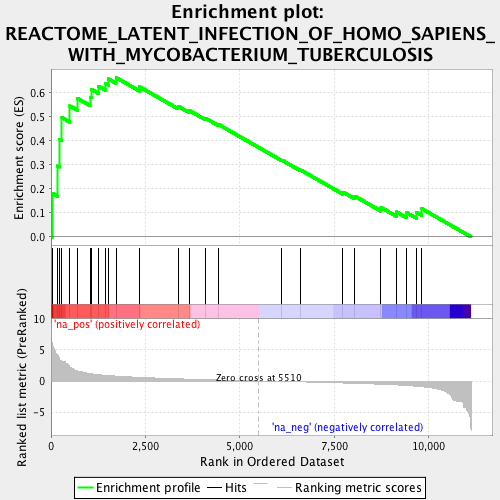 Enrichment plot:
REACTOME_LATENT_INFECTION_OF_HOMO_SAPIENS_
WITH_MYCOBACTERIUM_TUBERCULOSIS
Enrichment score (ES)
0.6
0.5
0.4
0.3
0.2
0.1
0.0
'na_pos' (positively correlated)
Ranked list metric (PreRanked)
10
5
0
-5
Zero cross at 5510
'na_neg' (negatively correlated)
0 2,500 5,000 7,500 10,000
Rank in Ordered Dataset
Enrichment profile Hits Ranking metric scores